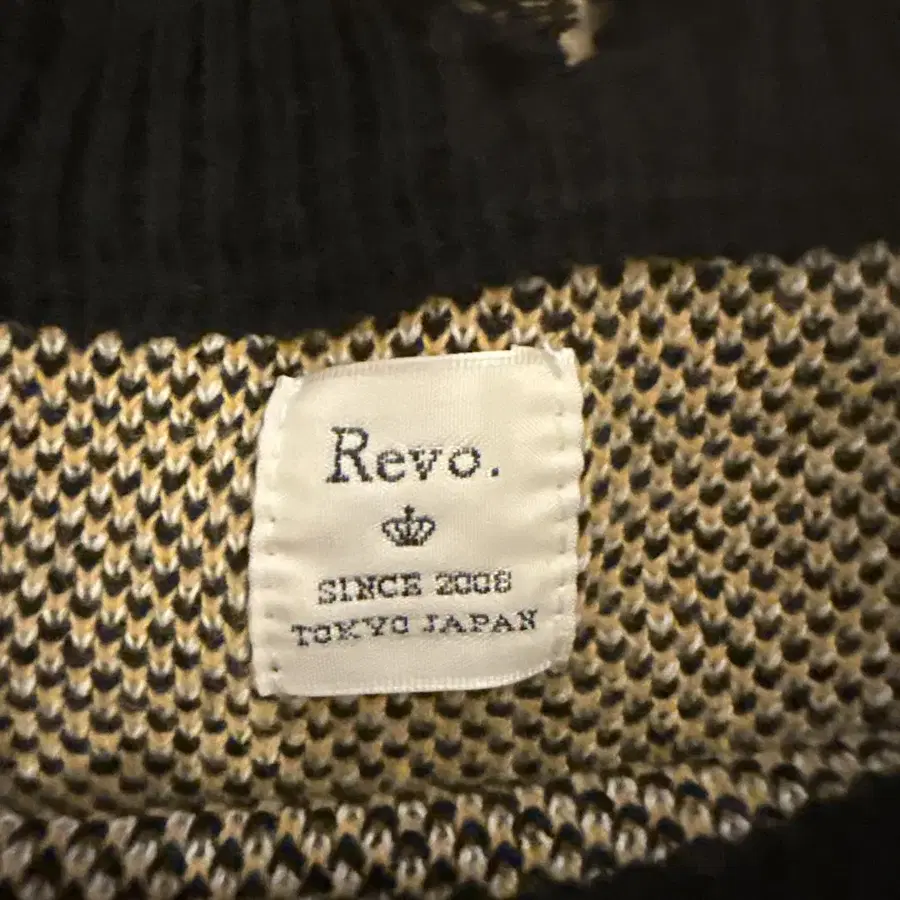 Revo.
SINCE 2008
TOKYO JAPAN